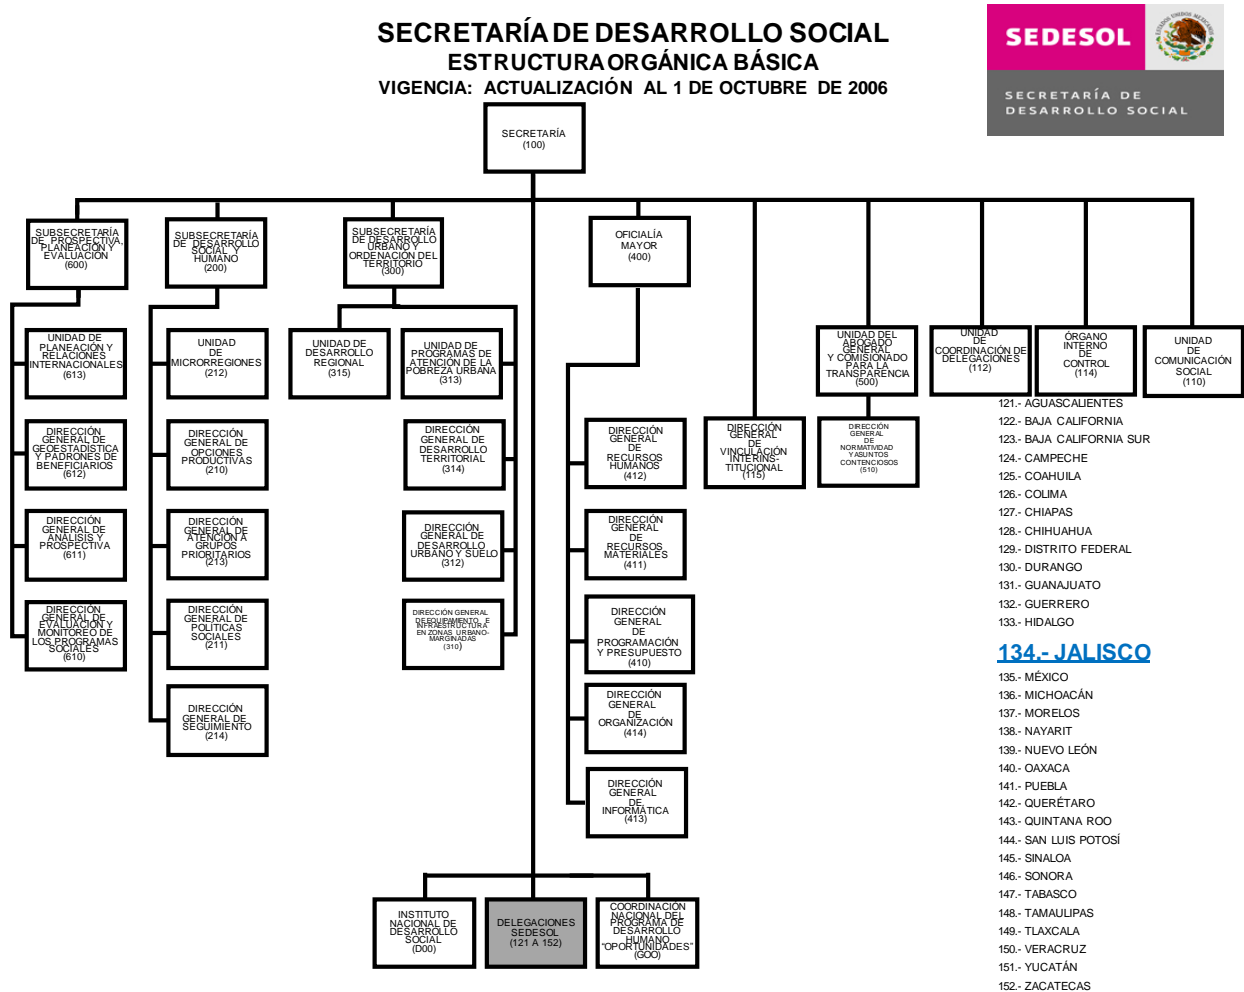 SECRETARÍA DE DESARROLLO SOCIAL
ESTRUCTURA ORGÁNICA BÁSICA
VIGENCIA: ACTUALIZACIÓN AL 1 DE OCTUBRE DE 2006
SEDESOL
ESTADOS UNIDOS MEXICANOS
SECRETARÍA DE
DESARROLLO SOCIAL
SECRETARÍA
(100)
SUBSECRETARÍA
DE PROSPECTIVA,
PLANEACIÓN Y
EVALUACIÓN
(600)
SUBSECRETARÍA
DE DESARROLLO
SOCIAL Y
HUMANO
(200)
SUBSECRETARÍA
DE DESARROLLO
URBANO Y
ORDENACIÓN DEL
TERRITORIO
(300)
OFICIALÍA
MAYOR
(400)
UNIDAD DE
PLANEACIÓN Y
RELACIONES
INTERNACIONALES
(613)
UNIDAD
DE
MICRORREGIONES
(212)
UNIDAD DE
DESARROLLO
REGIONAL
(315)
UNIDAD DE
PROGRAMAS DE
ATENCIÓN DE LA
POBREZA URBANA
(313)
UNIDAD DEL
ABOGADO
GENERAL
Y COMISIONADO
PARA LA
TRANSPARENCIA
(500)
UNIDAD
DE
COORDINACIÓN DE
DELEGACIONES
(112)
ÓRGANO
INTERNO
DE
CONTROL
(114)
UNIDAD
DE
COMUNICACIÓN
SOCIAL
(110)
DIRECCIÓN
GENERAL DE
GEOESTADÍSTICA
Y PADRONES DE
BENEFICIARIOS
(612)
DIRECCIÓN
GENERAL DE
OPCIONES
PRODUCTIVAS
(210)
DIRECCIÓN
GENERAL DE
DESARROLLO
TERRITORIAL
(314)
DIRECCIÓN
GENERAL
DE
RECURSOS
HUMANOS
(412)
DIRECCIÓN
GENERAL
DE
VINCULACIÓN
INTERINS-
TITUCIONAL
(115)
DIRECCIÓN
GENERAL
DE
NORMATIVIDAD
Y ASUNTOS
CONTENCIOSOS
(510)
DIRECCIÓN
GENERAL DE
ANÁLISIS Y
PROSPECTIVA
(611)
DIRECCIÓN
GENERAL DE
ATENCIÓN A
GRUPOS
PRIORITARIOS
(213)
DIRECCIÓN
GENERAL DE
DESARROLLO
URBANO Y SUELO
(312)
DIRECCIÓN
GENERAL
DE
RECURSOS
MATERIALES
(411)
DIRECCIÓN
GENERAL DE
EVALUACIÓN Y
MONITOREO DE
LOS PROGRAMAS
SOCIALES
(610)
DIRECCIÓN
GENERAL DE
POLÍTICAS
SOCIALES
(211)
DIRECCIÓN GENERAL
DE EQUIPAMIENTO E
INFRAESTRUCTURA
EN ZONAS URBANO-
MARGINADAS
(310)
DIRECCIÓN
GENERAL
DE
PROGRAMACIÓN
Y PRESUPUESTO
(410)
DIRECCIÓN
GENERAL DE
SEGUIMIENTO
(214)
DIRECCIÓN
GENERAL
DE
ORGANIZACIÓN
(414)
DIRECCIÓN
GENERAL
DE
INFORMÁTICA
(413)
INSTITUTO
NACIONAL DE
DESARROLLO
SOCIAL
(D00)
DELEGACIONES
SEDESOL
(121 A 152)
COORDINACIÓN
NACIONAL DEL
PROGRAMA DE
DESARROLLO
HUMANO
"OPORTUNIDADES"
(GOO)
121.- AGUASCALIENTES
122.- BAJA CALIFORNIA
123.- BAJA CALIFORNIA SUR
124.- CAMPECHE
125.- COAHUILA
126.- COLIMA
127.- CHIAPAS
128.- CHIHUAHUA
129.- DISTRITO FEDERAL
130.- DURANGO
131.- GUANAJUATO
132.- GUERRERO
133.- HIDALGO
134.- JALISCO
135.- MÉXICO
136.- MICHOACÁN
137.- MORELOS
138.- NAYARIT
139.- NUEVO LEÓN
140.- OAXACA
141.- PUEBLA
142.- QUERÉTARO
143.- QUINTANA ROO
144.- SAN LUIS POTOSÍ
145.- SINALOA
146.- SONORA
147.- TABASCO
148.- TAMAULIPAS
149.- TLAXCALA
150.- VERACRUZ
151.- YUCATÁN
152.- ZACATECAS